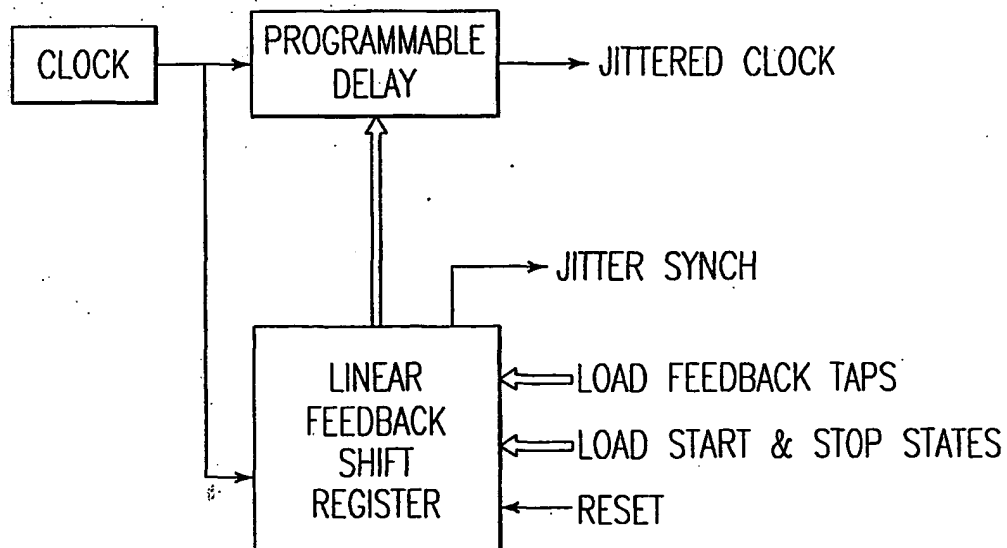 CLOCK
PROGRAMMABLE
DELAY
JITTERED CLOCK
JITTER SYNCH
LINEAR
FEEDBACK
SHIFT
REGISTER
LOAD FEEDBACK TAPS
LOAD START & STOP STATES
RESET